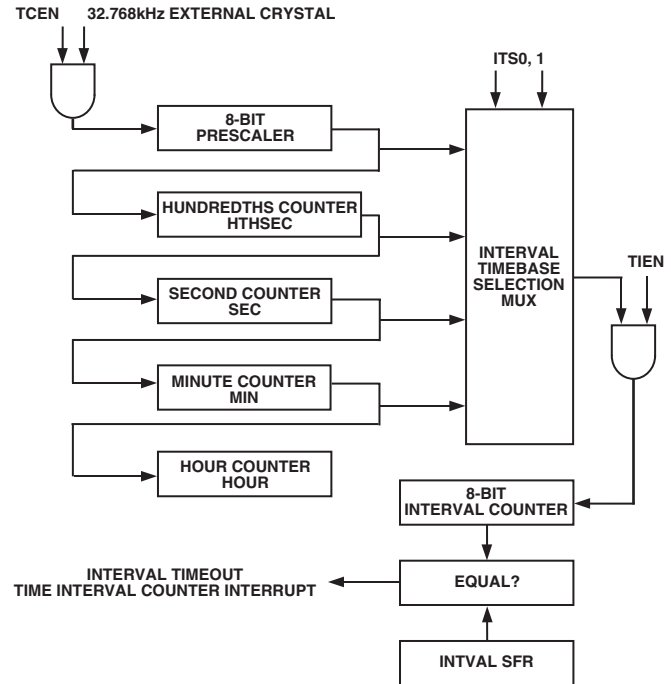 TCEN 32.768kHz EXTERNAL CRYSTAL
ITS0, 1
8-BIT
PRESCALER
HUNDREDTHS COUNTER
HTHSEC
INTERVAL
TIMEBASE
SELECTION
MUX
TIEN
SECOND COUNTER
SEC
MINUTE COUNTER
MIN
HOUR COUNTER
HOUR
8-BIT
INTERVAL COUNTER
INTERVAL TIMEOUT
TIME INTERVAL COUNTER INTERRUPT
EQUAL?
INTVAL SFR